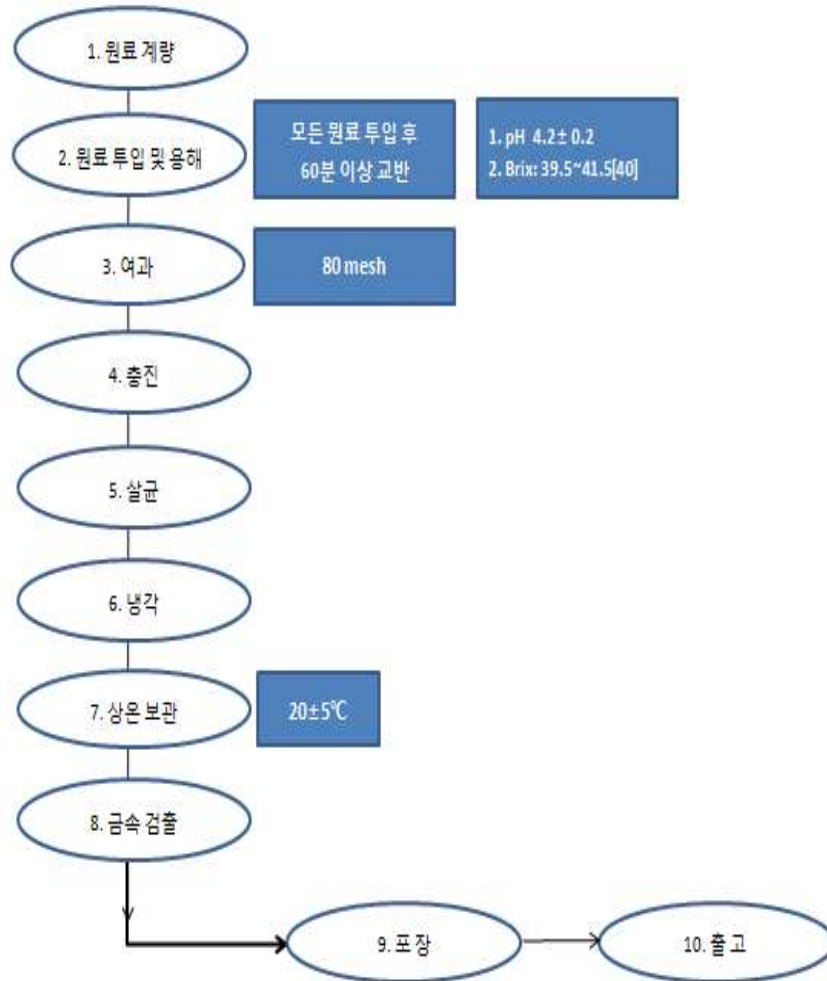 1. 원료 계량
2. 원료 투입 및 용해
모든 원료 투입 후
60분 이상 교반
1. pH 4.2± 0.2
2. Brix: 39.5~41.5[40]
3. 여과
80 mesh
4. 충진
5. 살균
6. 냉각
7. 상온 보관
20±5℃
8. 금속 검출
9. 포장
10. 출고